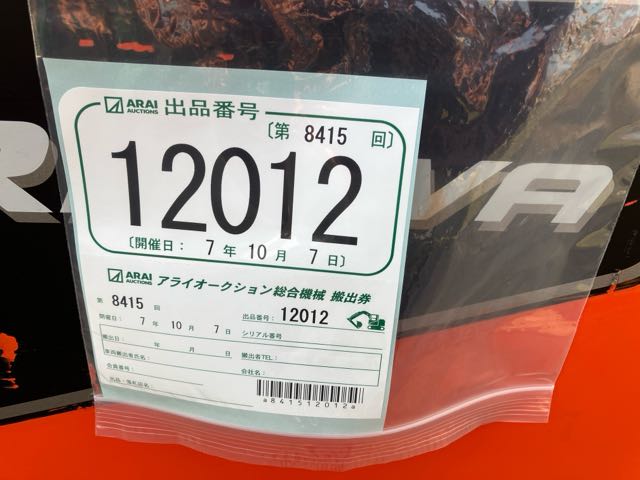 ARAI AUCTIONS 出品番号
〔第 8415 回〕
12012
〔開催日: 7 年 10 月 7 日〕
ARAI AUCTIONS アライオークション総合機械 搬出券
第 8415 回
開催日: 7 年 10 月 7 日
出品番号: 12012
シリアル番号
搬出日: 年 月 日
搬出者TEL:
車両搬出者氏名:
会社名:
会員番号:
出品・落札店名:
a841512012a
VA